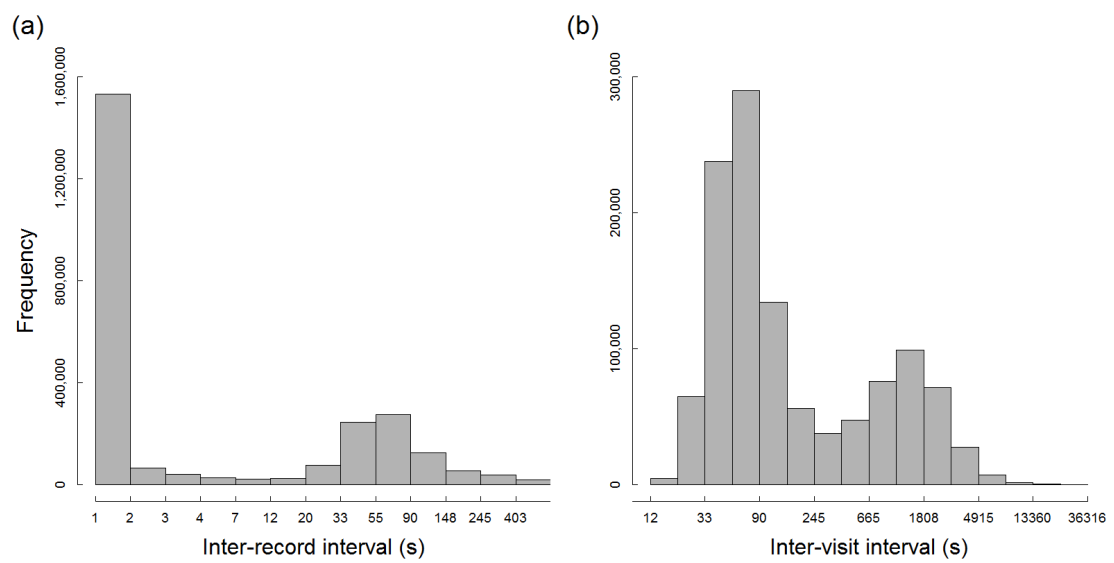 (a)
(b)
Frequency
1,600,000
1,200,000
800,000
400,000
0
1 2 3 4 7 12 20 33 55 90 148 245 403
Inter-record interval (s)
300,000
200,000
100,000
0
12 33 90 245 665 1808 4915 13360 36316
Inter-visit interval (s)